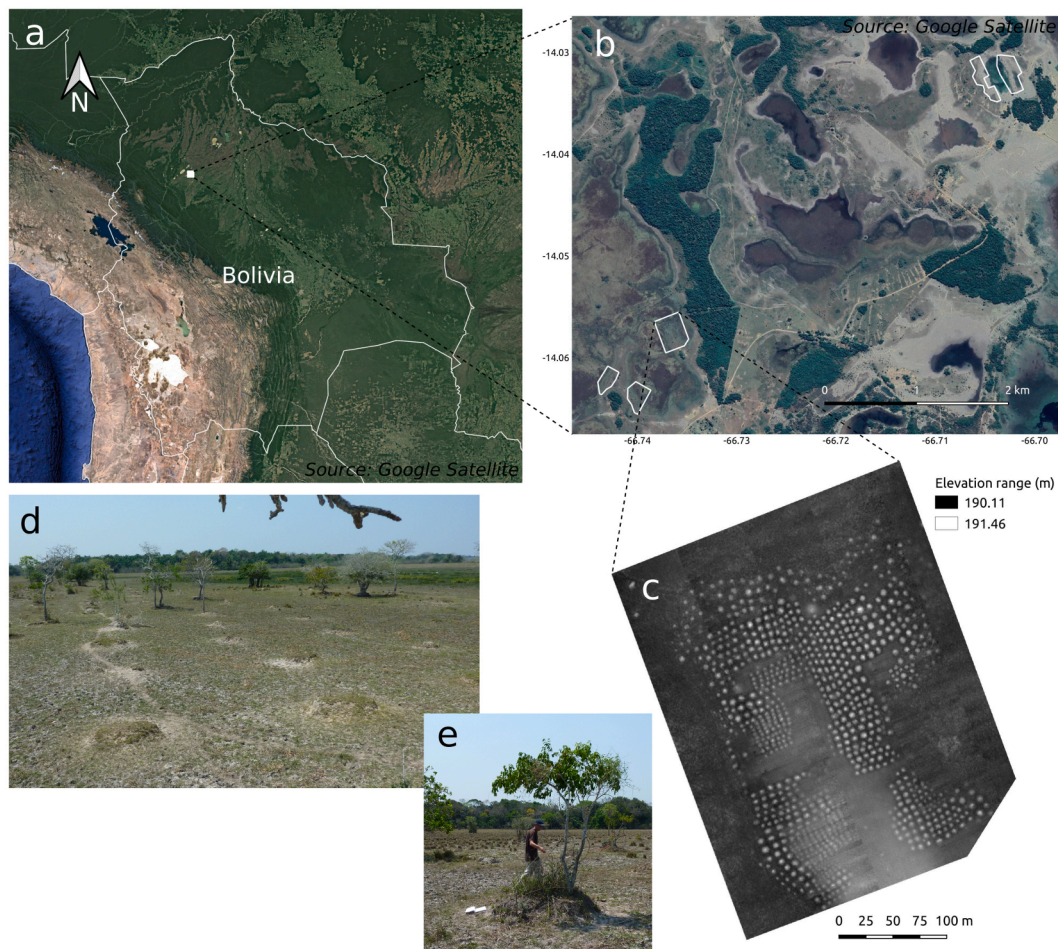 a
N
Bolivia
Source: Google Satellite
b
Source: Google Satellite
-14.03
-14.04
-14.05
-14.06
0 1 2 km
-66.74 -66.73 -66.72 -66.71 -66.70
Elevation range (m)
190.11
191.46
c
0 25 50 75 100 m
d
e